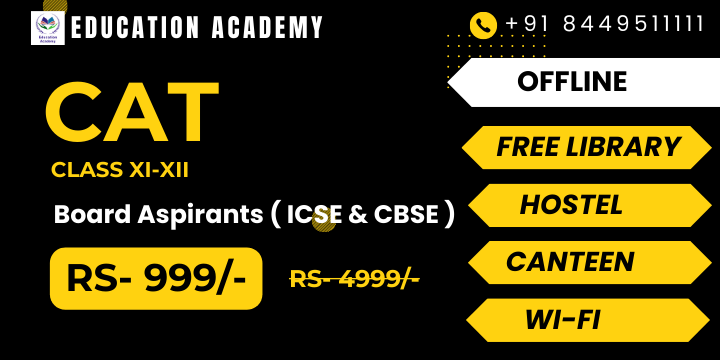 EDUCATION ACADEMY
+91 8449511111
OFFLINE
CAT
CLASS XI-XII
Board Aspirants ( ICSE & CBSE )
RS- 999/-
RS- 4999/-
FREE LIBRARY
HOSTEL
CANTEEN
WI-FI